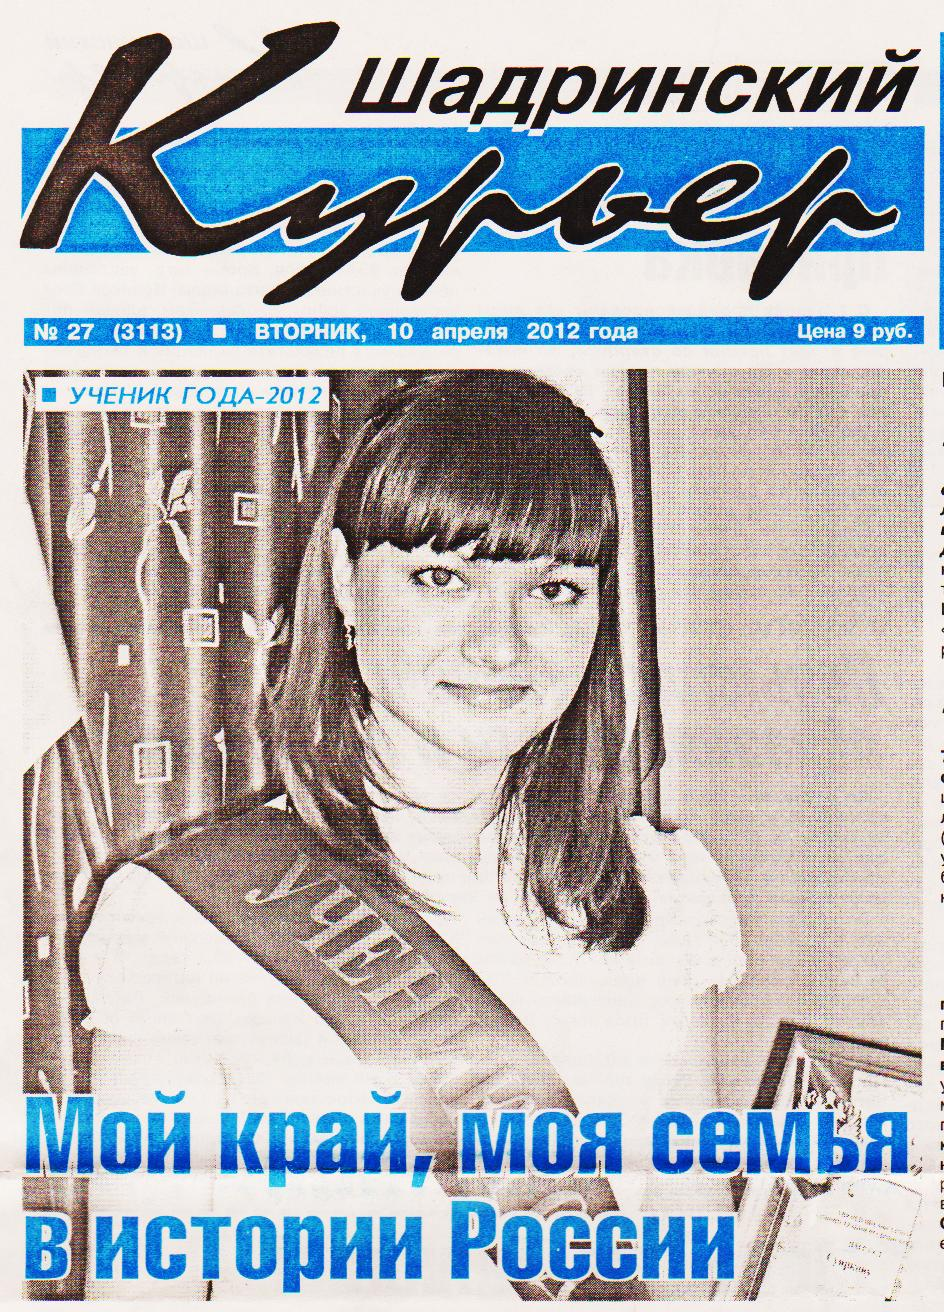 Шадринский
Курьер
№ 27 (3113) ■ ВТОРНИК, 10 апреля 2012 года Цена 9 руб.
■ УЧЕНИК ГОДА-2012
УЧЕНИК
Мой край, моя семья
в истории России